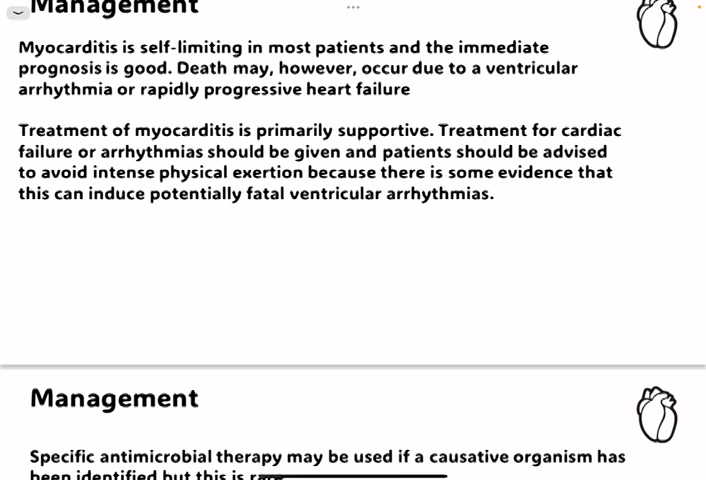 Management
Myocarditis is self-limiting in most patients and the immediate
prognosis is good. Death may, however, occur due to a ventricular
arrhythmia or rapidly progressive heart failure
Treatment of myocarditis is primarily supportive. Treatment for cardiac
failure or arrhythmias should be given and patients should be advised
to avoid intense physical exertion because there is some evidence that
this can induce potentially fatal ventricular arrhythmias.
Management
Specific antimicrobial therapy may be used if a causative organism has
been identified but this is rare